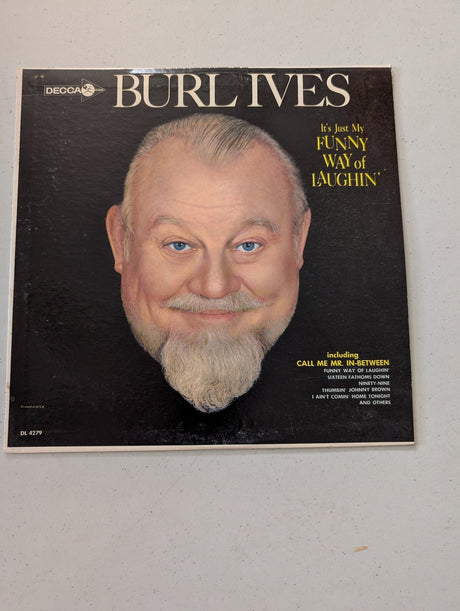 DECCA
BURL IVES
It's Just My
FUNNY
WAY of
LAUGHIN'
including
CALL ME MR. IN-BETWEEN
FUNNY WAY OF LAUGHIN'
SIXTEEN FATHOMS DOWN
NINETY-NINE
THUMBIN' JOHNNY BROWN
I AIN'T COMIN' HOME TONIGHT
AND OTHERS
DL 4279